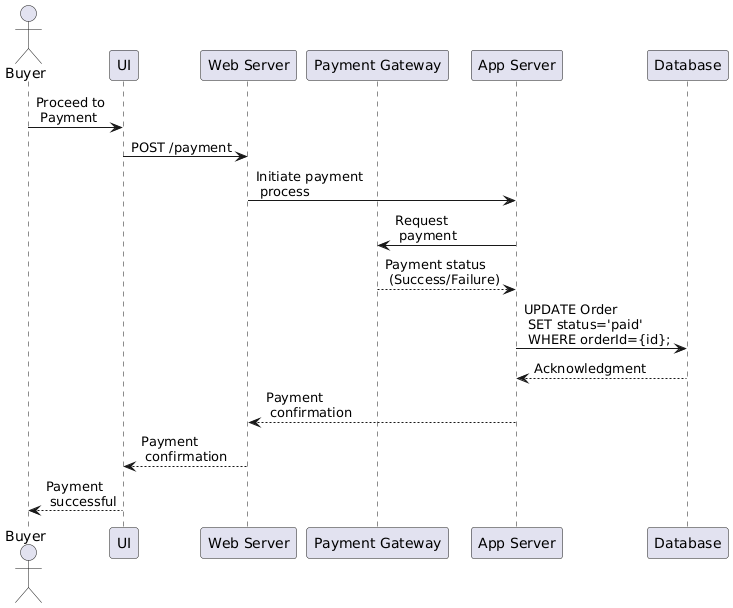 Buyer
UI
Web Server
Payment Gateway
App Server
Database
Proceed to
Payment
POST /payment
Initiate payment
process
Request
payment
Payment status
(Success/Failure)
UPDATE Order
SET status='paid'
WHERE orderId={id};
Acknowledgment
Payment
confirmation
Payment
confirmation
Payment
successful
Buyer
UI
Web Server
Payment Gateway
App Server
Database